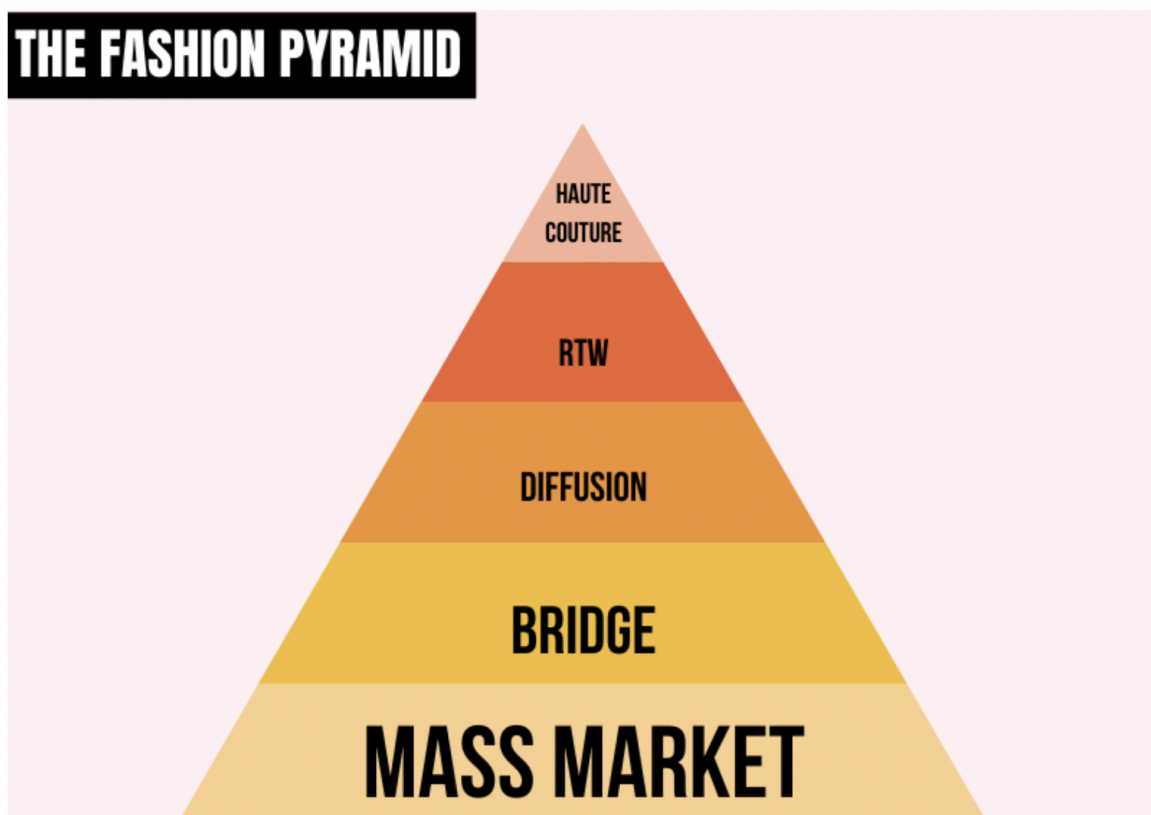 THE FASHION PYRAMID
HAUTE
COUTURE
RTW
DIFFUSION
BRIDGE
MASS MARKET